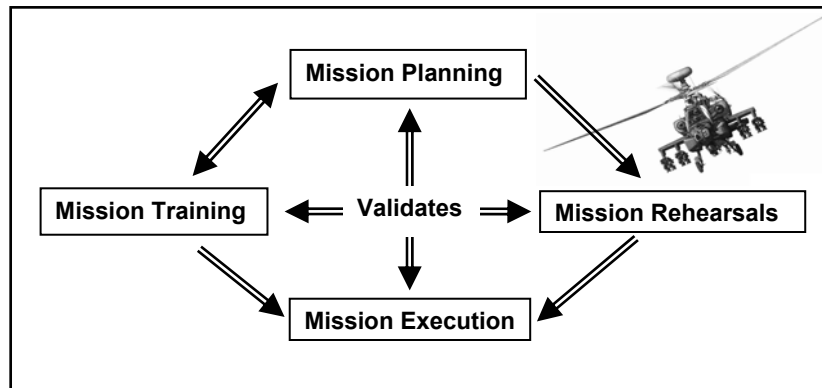 Mission Planning
Mission Training
Validates
Mission Rehearsals
Mission Execution